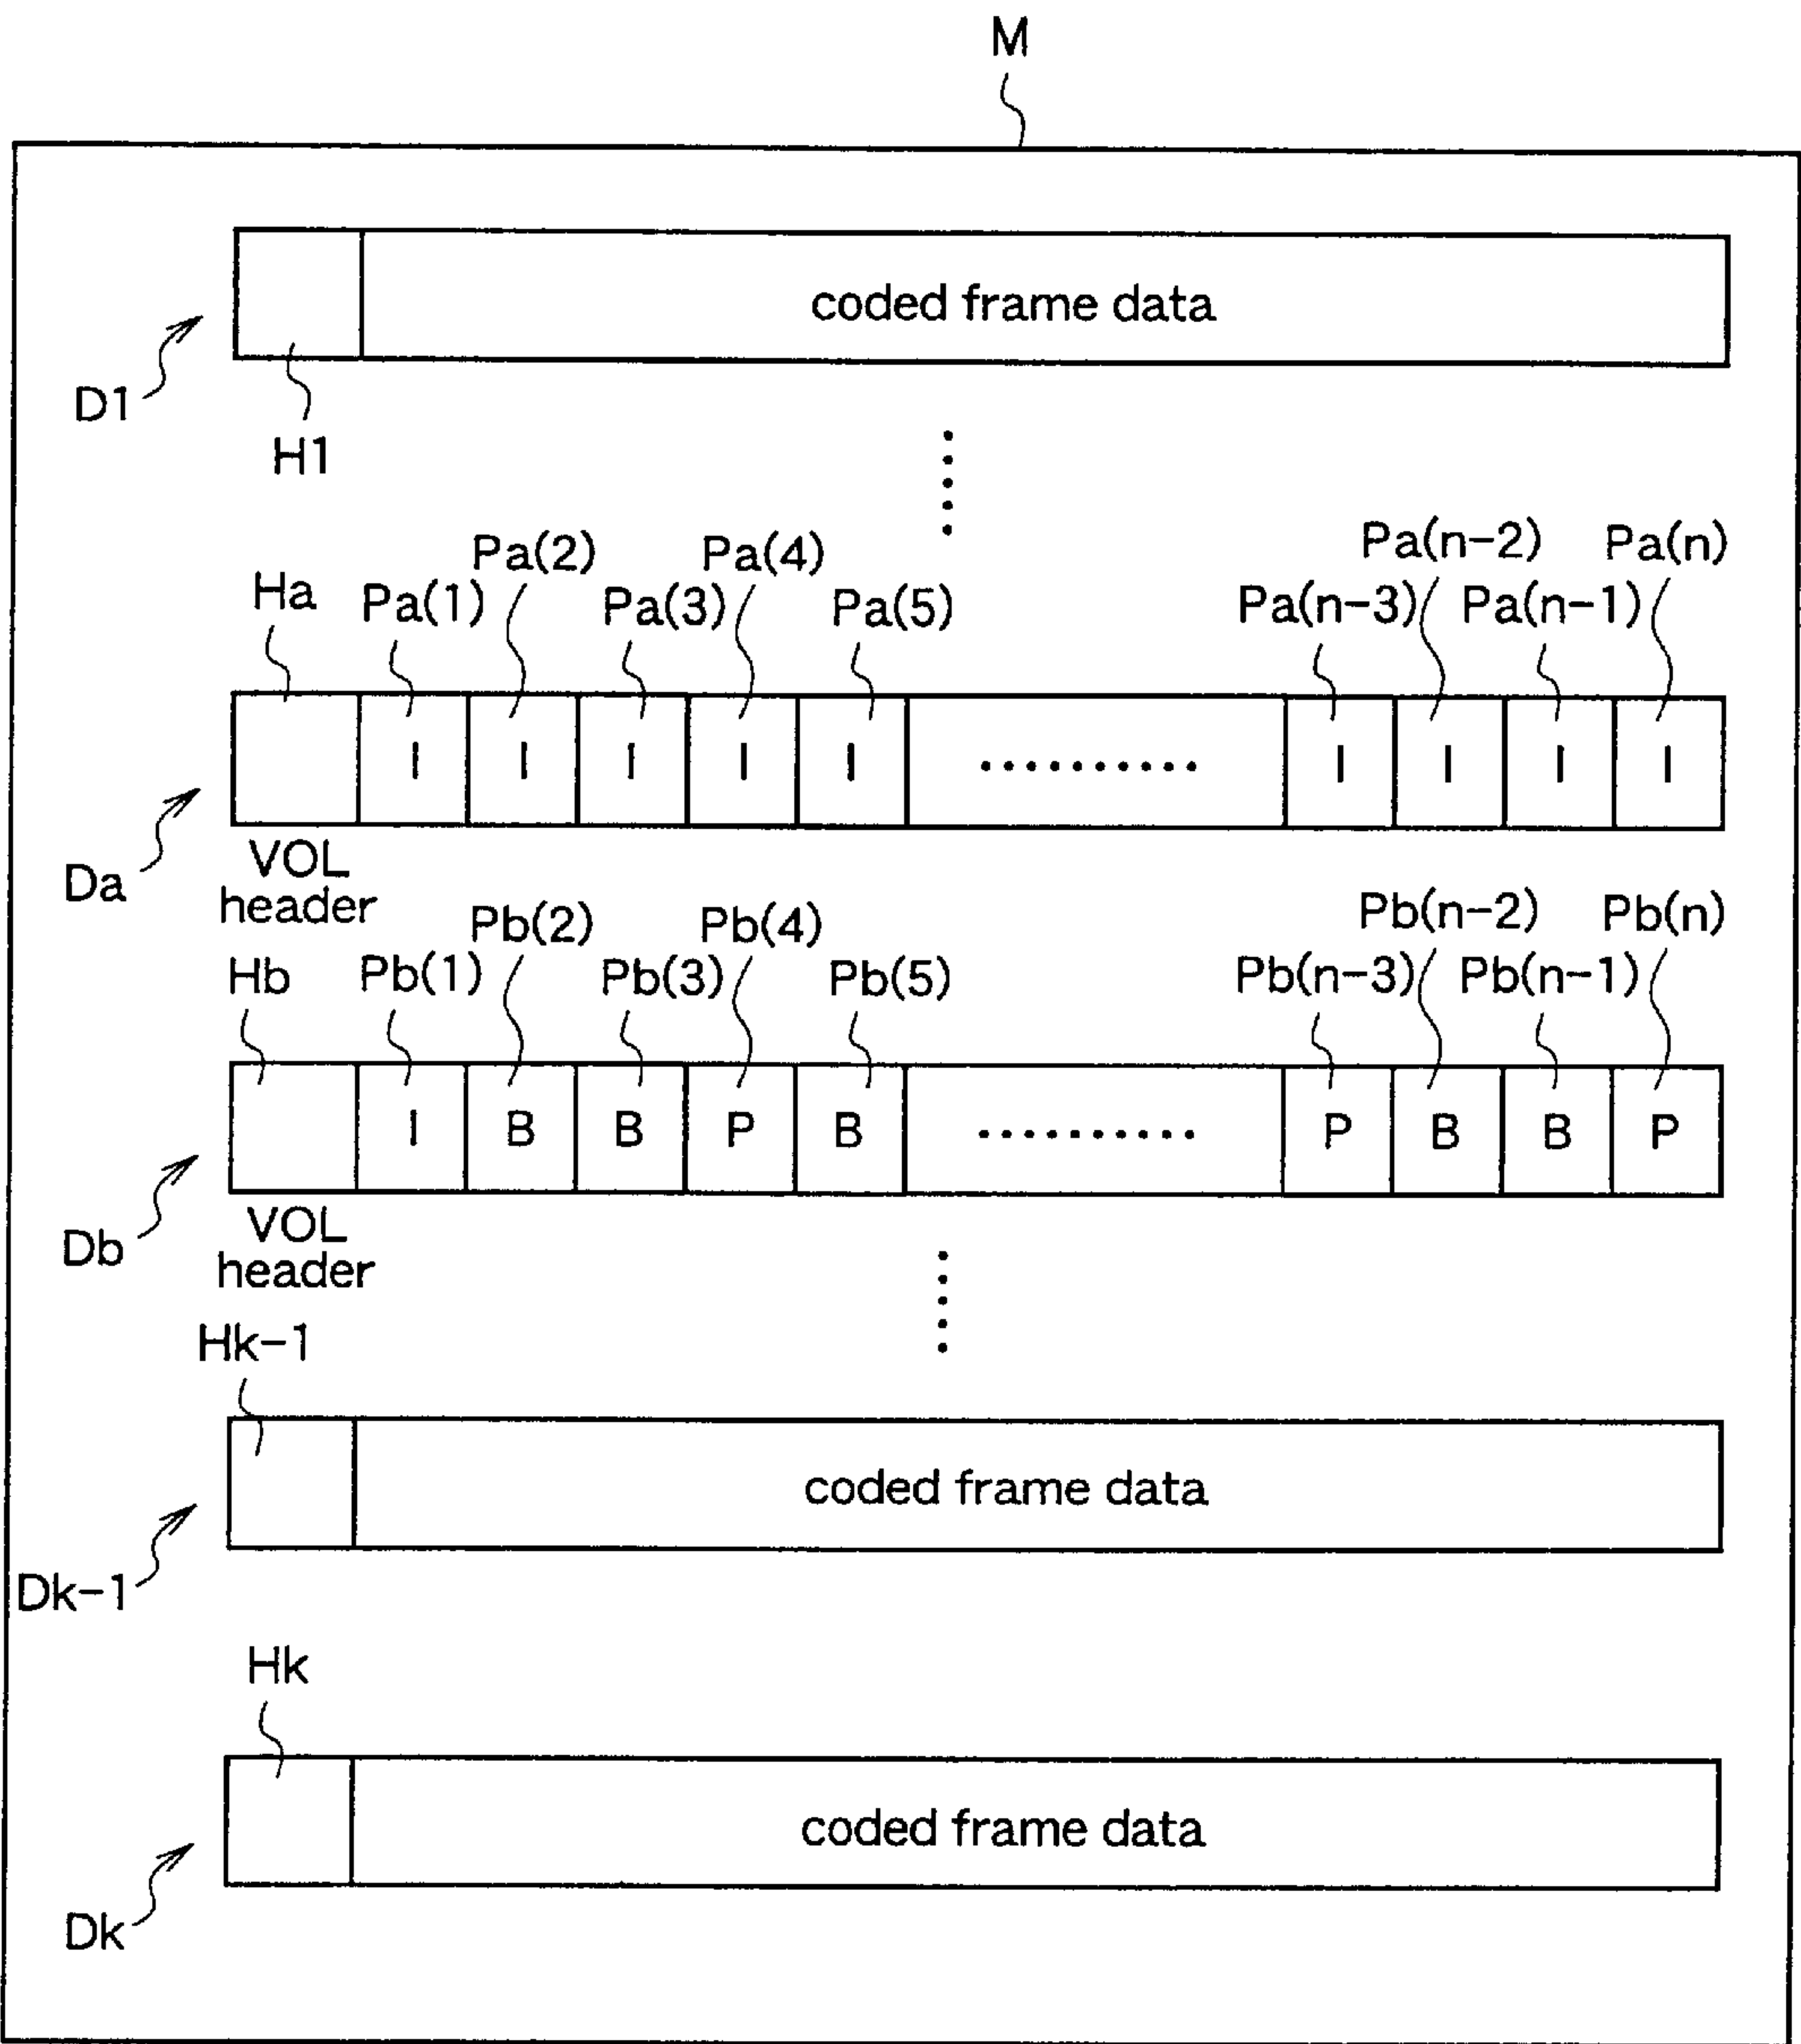 M
coded frame data
D1
H1
Pa(2) Pa(4) Pa(n-2) Pa(n)
Ha Pa(1) Pa(3) Pa(5) Pa(n-3) Pa(n-1)
I I I I I ·········· I I I I
Da
VOL
header
Pb(2) Pb(4) Pb(n-2) Pb(n)
Hb Pb(1) Pb(3) Pb(5) Pb(n-3) Pb(n-1)
I B B P B ·········· P B B P
Db
VOL
header
Hk-1
coded frame data
Dk-1
Hk
coded frame data
Dk